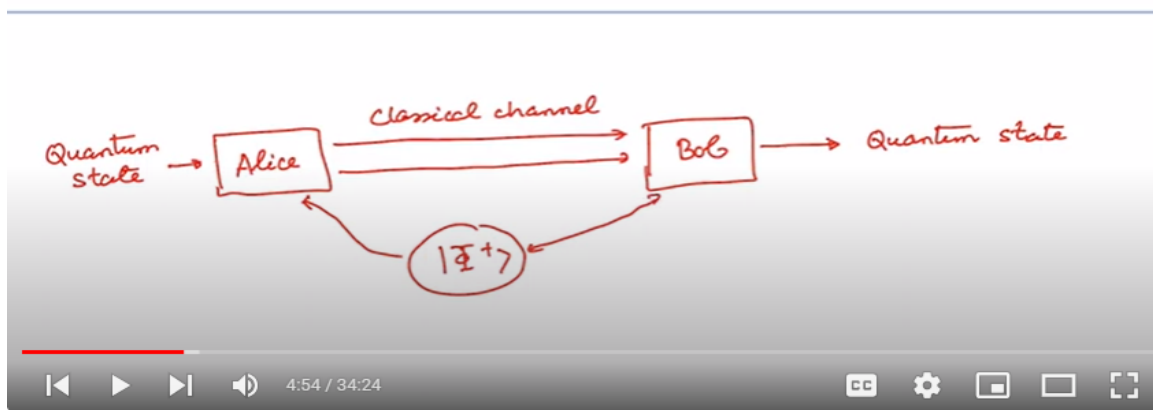 Classical channel
Quantum
state
Alice
Bob
Quantum state
|Φ⁺>
4:54 / 34:24
CC